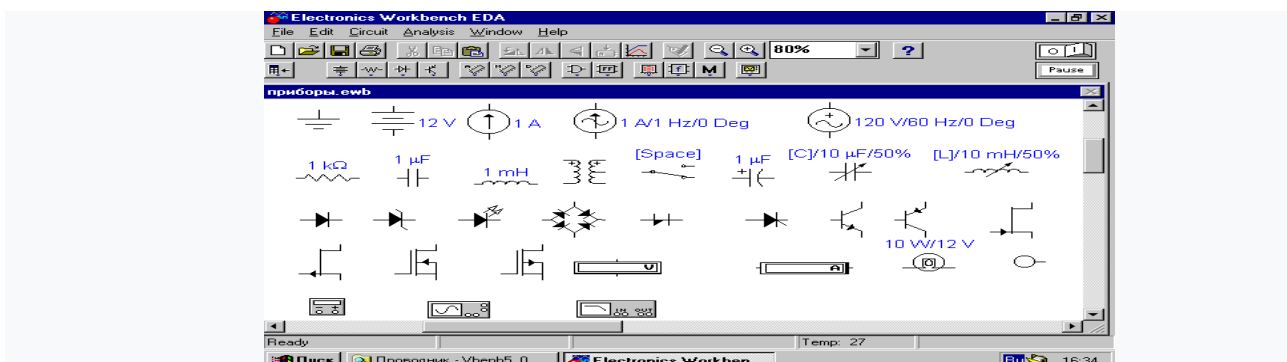 Electronics Workbench EDA
File Edit Circuit Analysis Window Help
80% ?
M
Pause
приборы.ewb
12 V 1 A 1 A/1 Hz/0 Deg 120 V/60 Hz/0 Deg
1 kΩ 1 µF 1 mH [Space] 1 µF [C]/10 µF/50% [L]/10 mH/50%
10 W/12 V
V A
Ready Temp: 27
Пуск Проводник - Electronics Workben... Ru 16:34